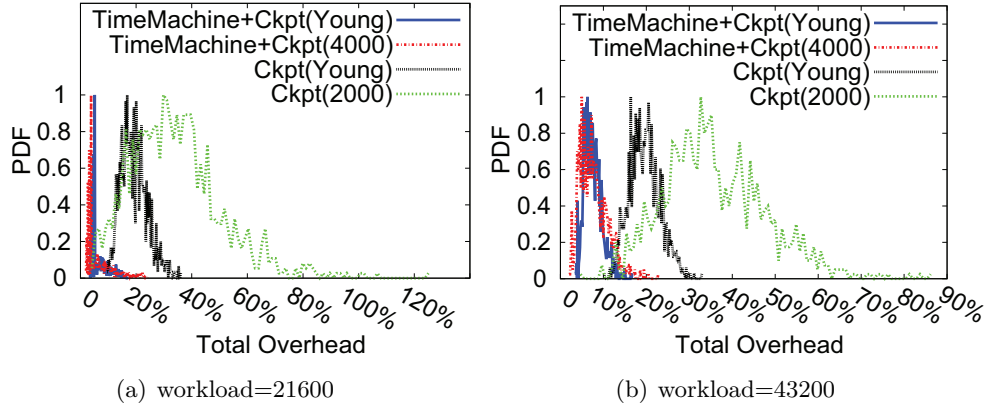 TimeMachine+Ckpt(Young)
TimeMachine+Ckpt(4000)
Ckpt(Young)
Ckpt(2000)
1
0.8
0.6
0.4
0.2
0
PDF
0 20% 40% 60% 80% 100% 120%
Total Overhead
(a) workload=21600
TimeMachine+Ckpt(Young)
TimeMachine+Ckpt(4000)
Ckpt(Young)
Ckpt(2000)
1
0.8
0.6
0.4
0.2
0
PDF
0 10% 20% 30% 40% 50% 60% 70% 80% 90%
Total Overhead
(b) workload=43200